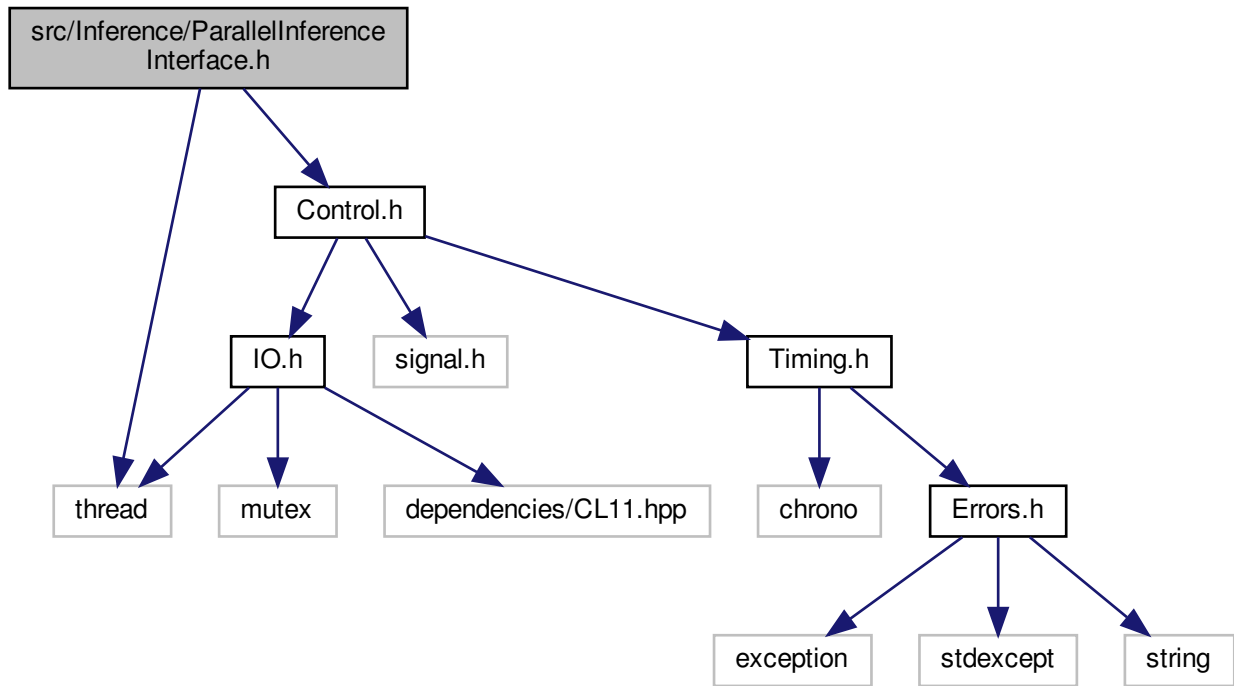 src/Inference/ParallelInference
Interface.h
Control.h
IO.h
signal.h
Timing.h
thread
mutex
dependencies/CL11.hpp
chrono
Errors.h
exception
stdexcept
string